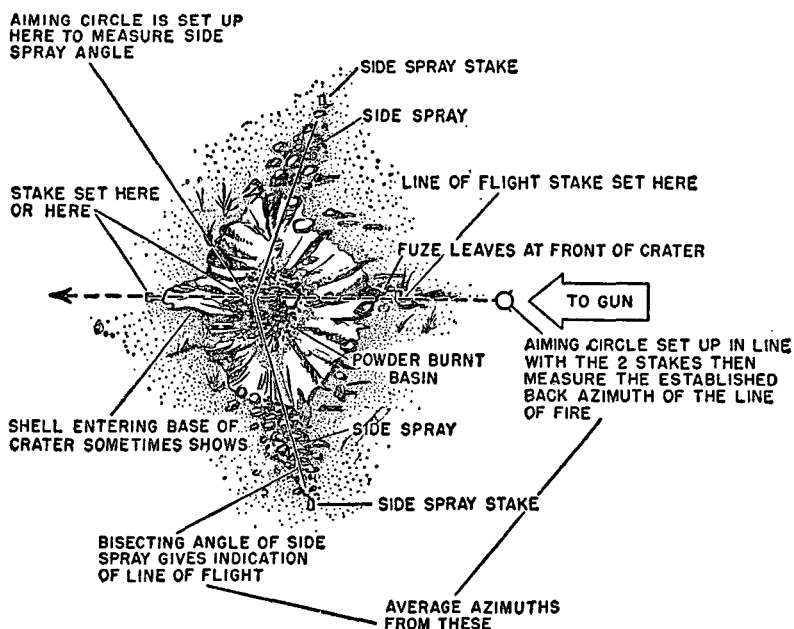 AIMING CIRCLE IS SET UP
HERE TO MEASURE SIDE
SPRAY ANGLE
SIDE SPRAY STAKE
SIDE SPRAY
STAKE SET HERE
OR HERE
LINE OF FLIGHT STAKE SET HERE
FUZE LEAVES AT FRONT OF CRATER
TO GUN
AIMING CIRCLE SET UP IN LINE
WITH THE 2 STAKES THEN
MEASURE THE ESTABLISHED
BACK AZIMUTH OF THE LINE
OF FIRE
POWDER BURNT
BASIN
SHELL ENTERING BASE OF
CRATER SOMETIMES SHOWS
SIDE SPRAY
SIDE SPRAY STAKE
BISECTING ANGLE OF SIDE
SPRAY GIVES INDICATION
OF LINE OF FLIGHT
AVERAGE AZIMUTHS
FROM THESE